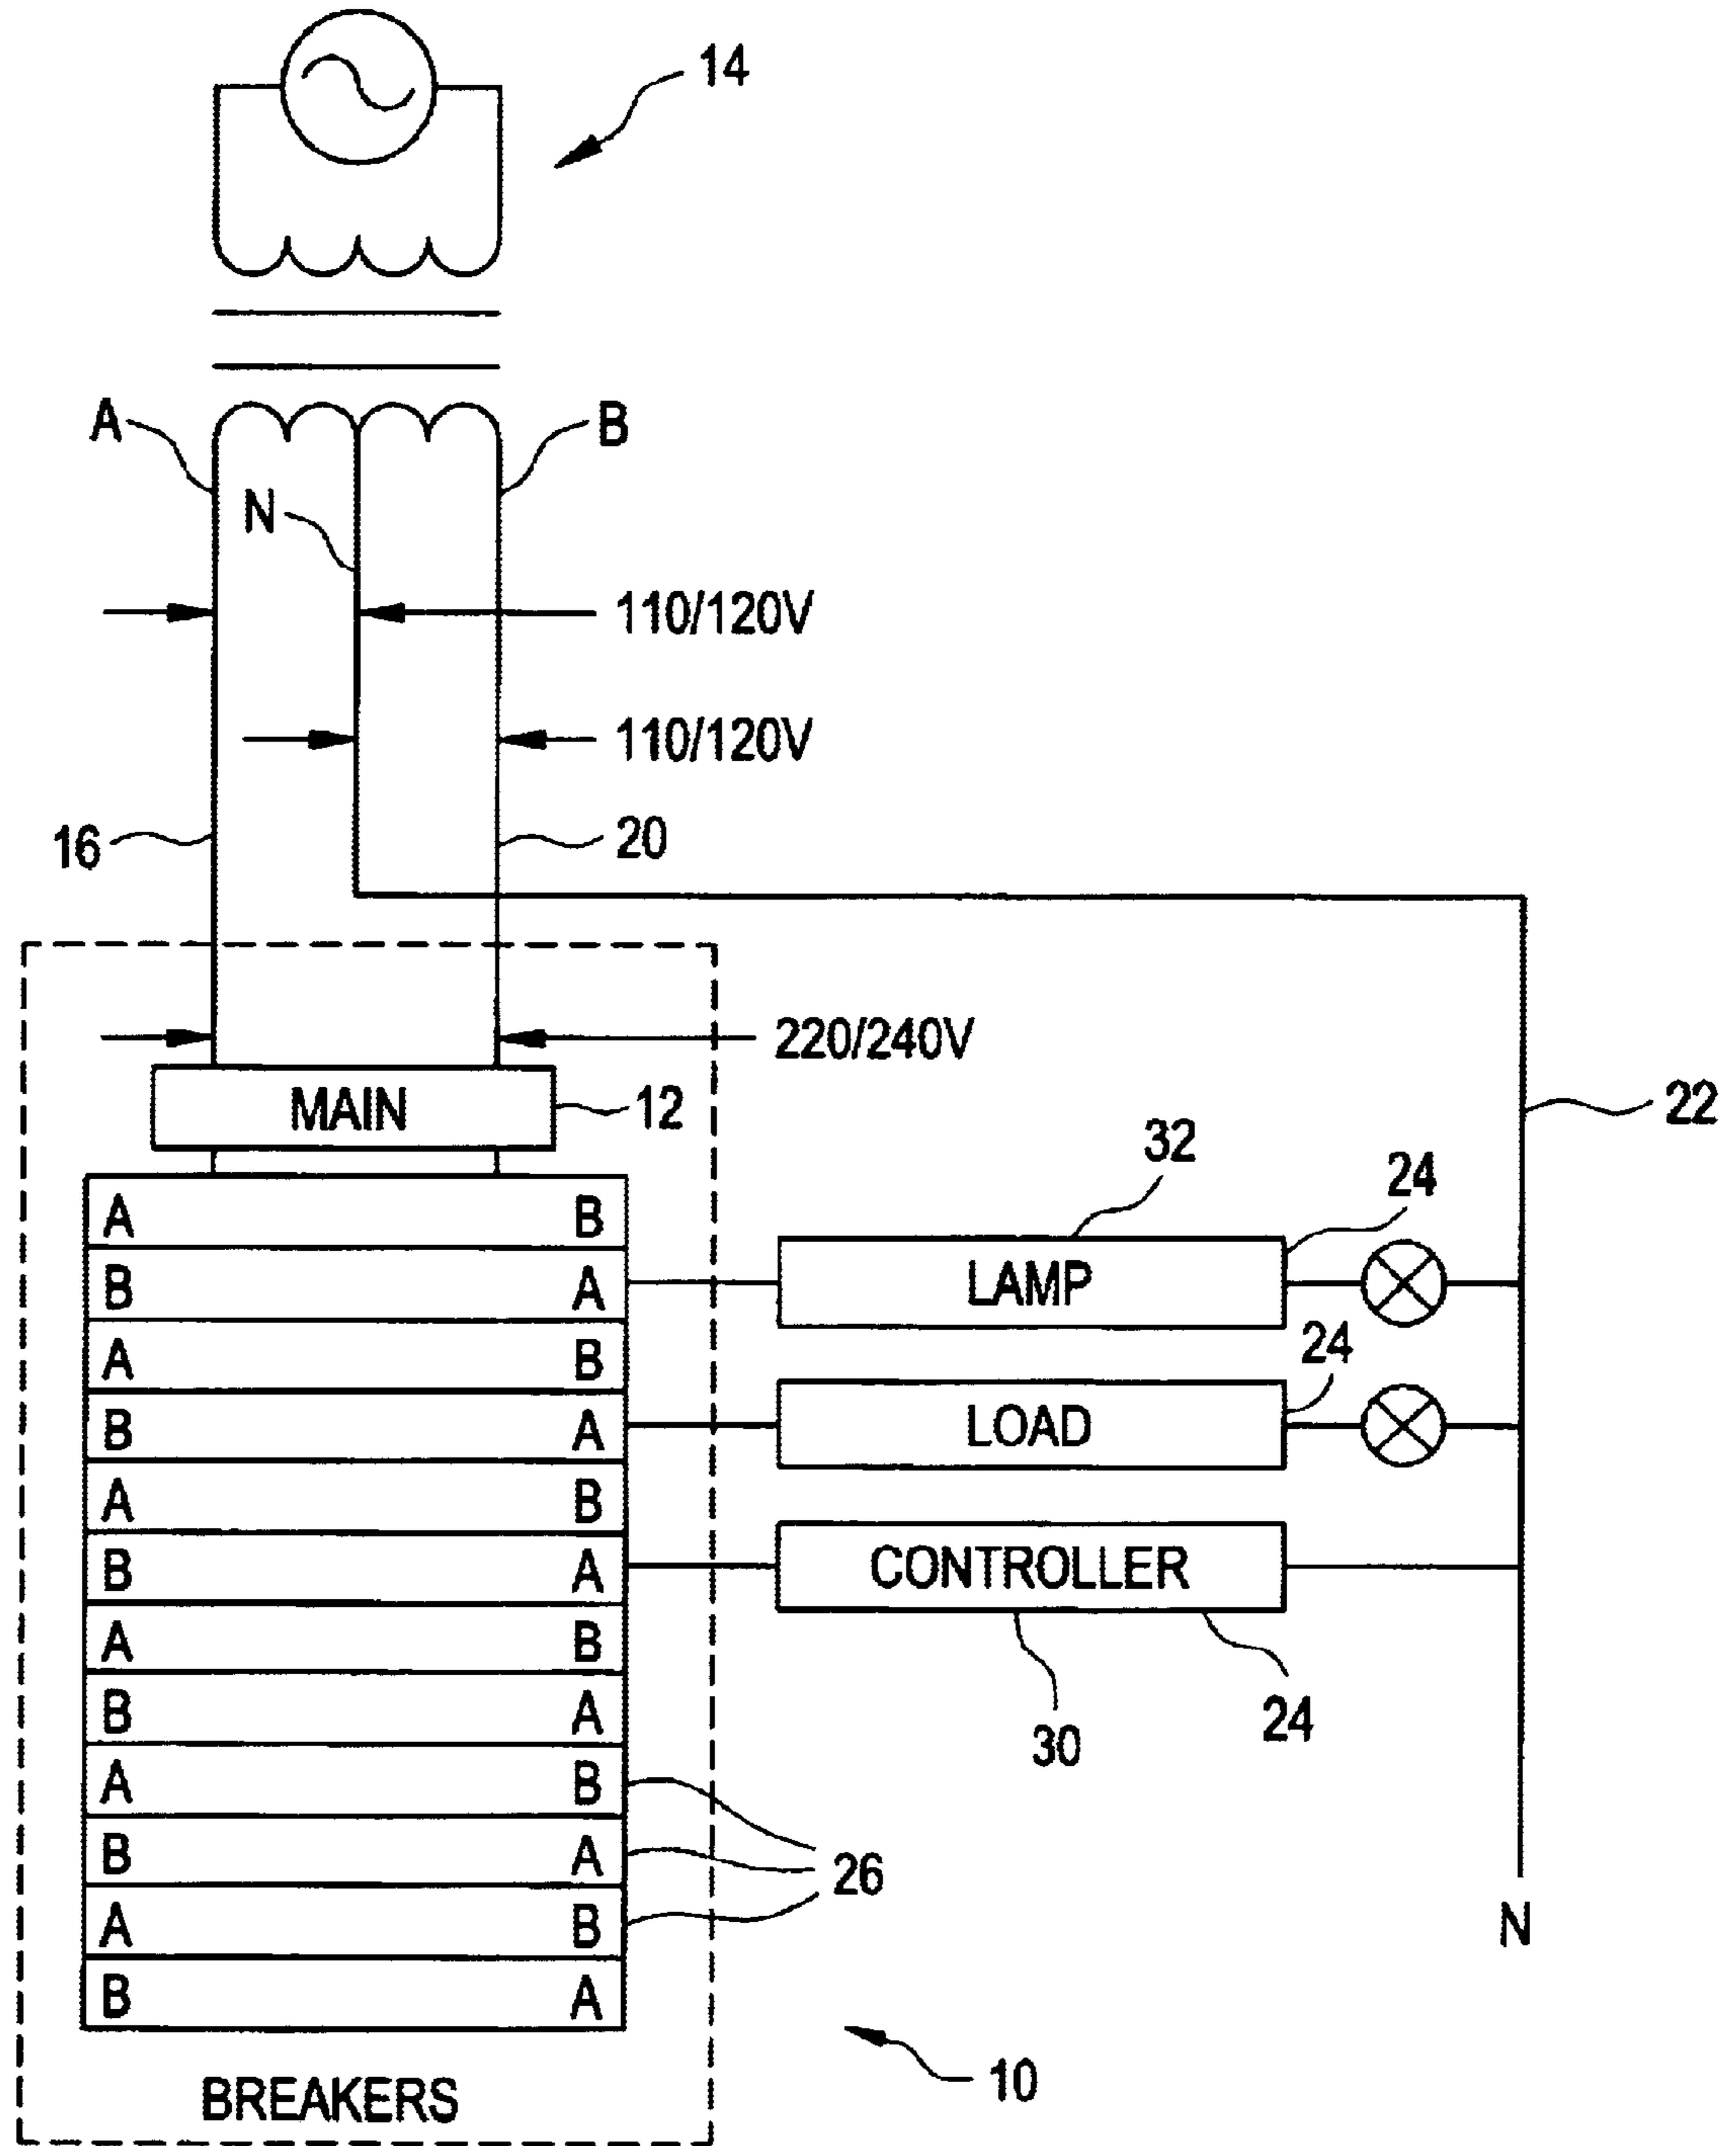 14
A
B
N
110/120V
110/120V
16
20
220/240V
MAIN
12
22
32
24
A B
B A
LAMP
A B
24
B A
LOAD
A B
B A
CONTROLLER
A B
B A
30
24
A B
B A
26
A B
N
B A
10
BREAKERS